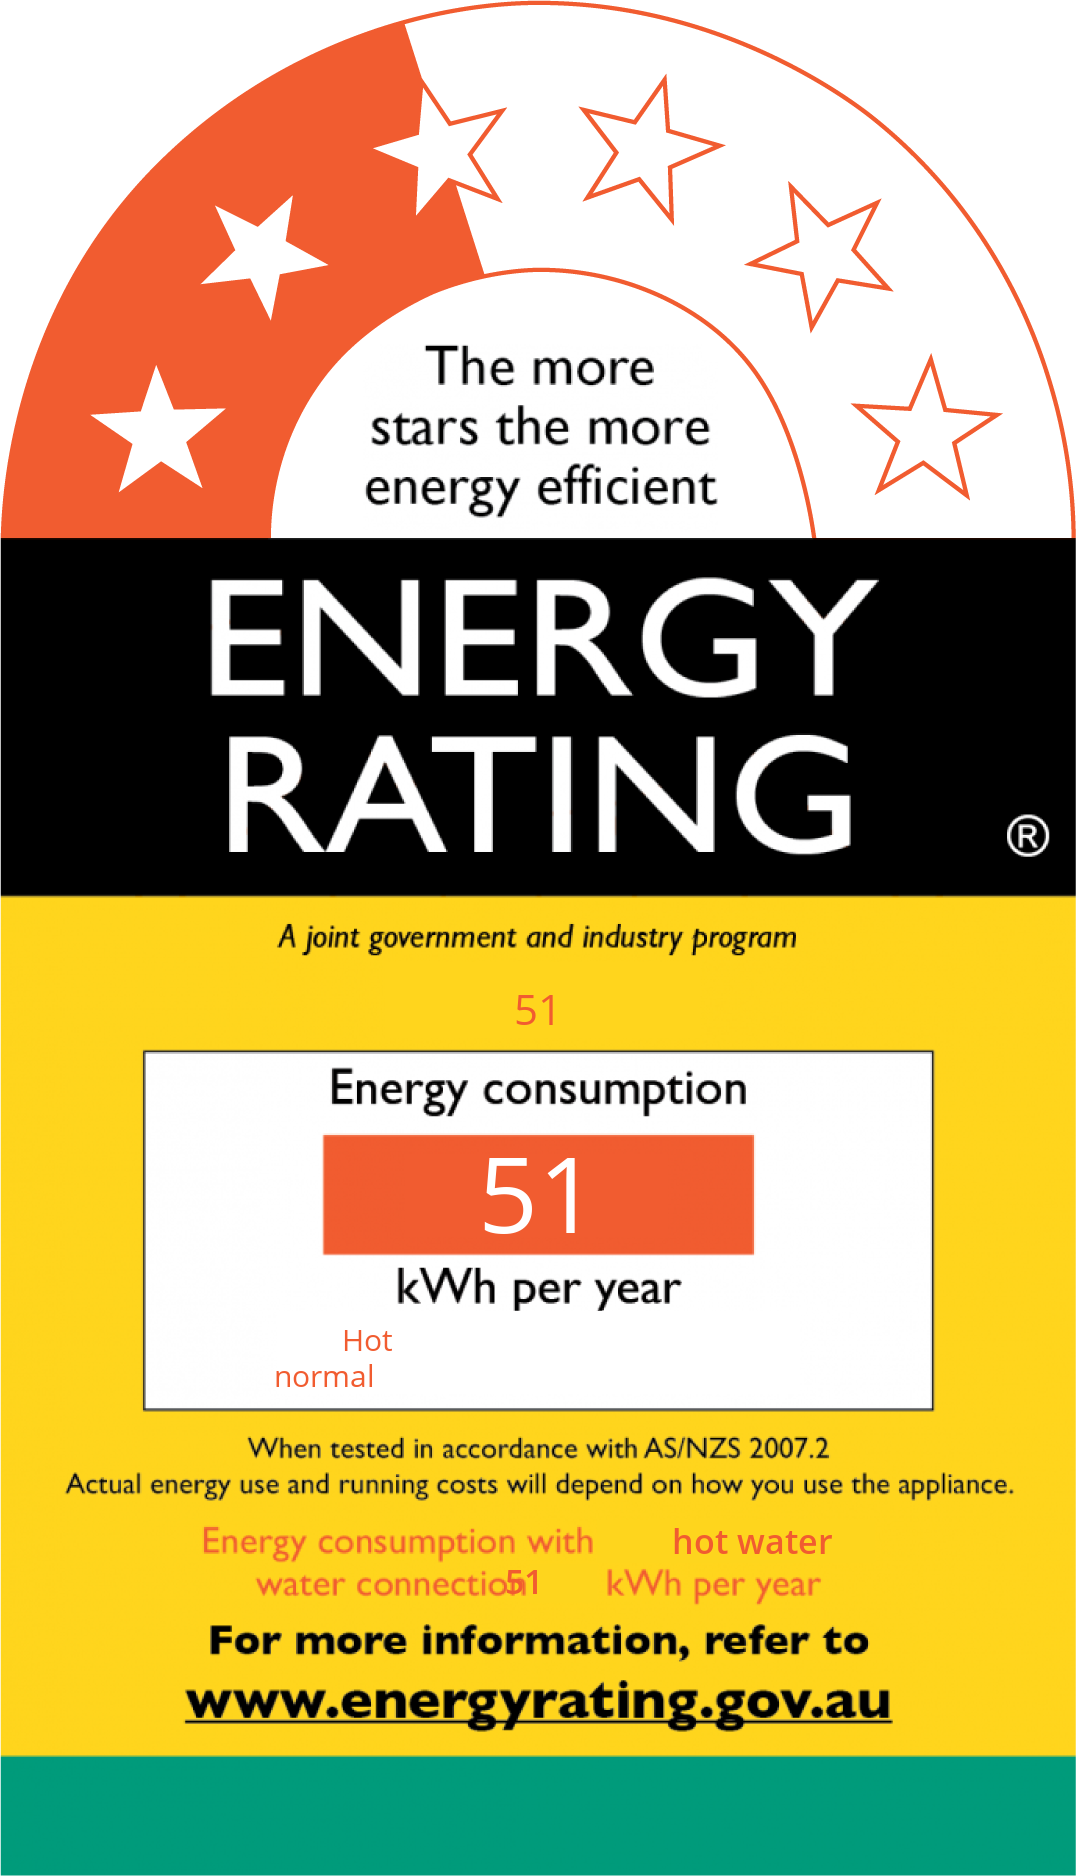 The more
stars the more
energy efficient
ENERGY
RATING
®
A joint government and industry program
51
Energy consumption
51
kWh per year
Hot
normal
When tested in accordance with AS/NZS 2007.2
Actual energy use and running costs will depend on how you use the appliance.
Energy consumption with hot water
water connection 51 kWh per year
For more information, refer to
www.energyrating.gov.au